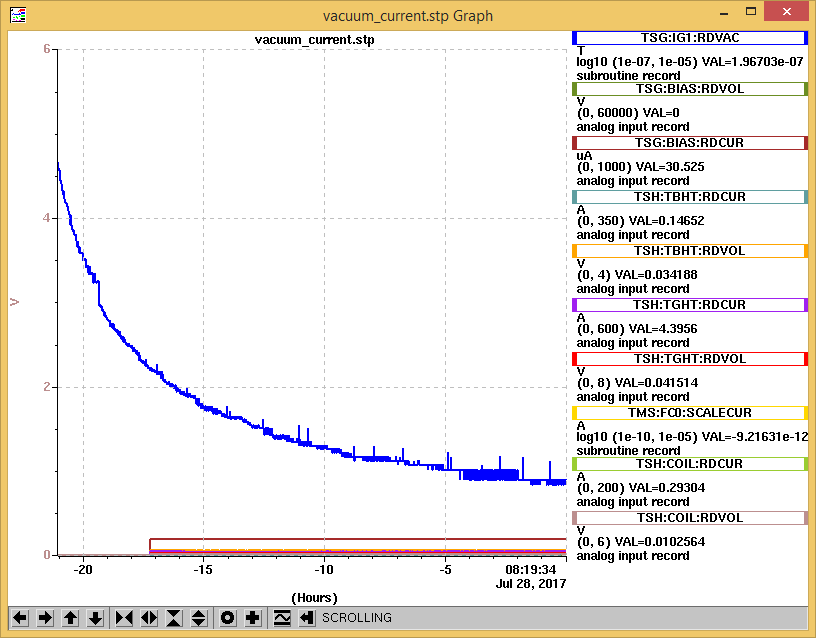 vacuum_current.stp Graph
vacuum_current.stp
6
4
2
0
V
-20
-15
-10
-5
08:19:34
Jul 28, 2017
(Hours)
TSG:IG1:RDVAC
T
log10 (1e-07, 1e-05) VAL=1.96703e-07
subroutine record
TSG:BIAS:RDVOL
V
(0, 60000) VAL=0
analog input record
TSG:BIAS:RDCUR
uA
(0, 1000) VAL=30.525
analog input record
TSH:TBHT:RDCUR
A
(0, 350) VAL=0.14652
analog input record
TSH:TBHT:RDVOL
V
(0, 4) VAL=0.034188
analog input record
TSH:TGHT:RDCUR
A
(0, 600) VAL=4.3956
analog input record
TSH:TGHT:RDVOL
V
(0, 8) VAL=0.041514
analog input record
TMS:FC0:SCALECUR
A
log10 (1e-10, 1e-05) VAL=-9.21631e-12
subroutine record
TSH:COIL:RDCUR
A
(0, 200) VAL=0.29304
analog input record
TSH:COIL:RDVOL
V
(0, 6) VAL=0.0102564
analog input record
SCROLLING